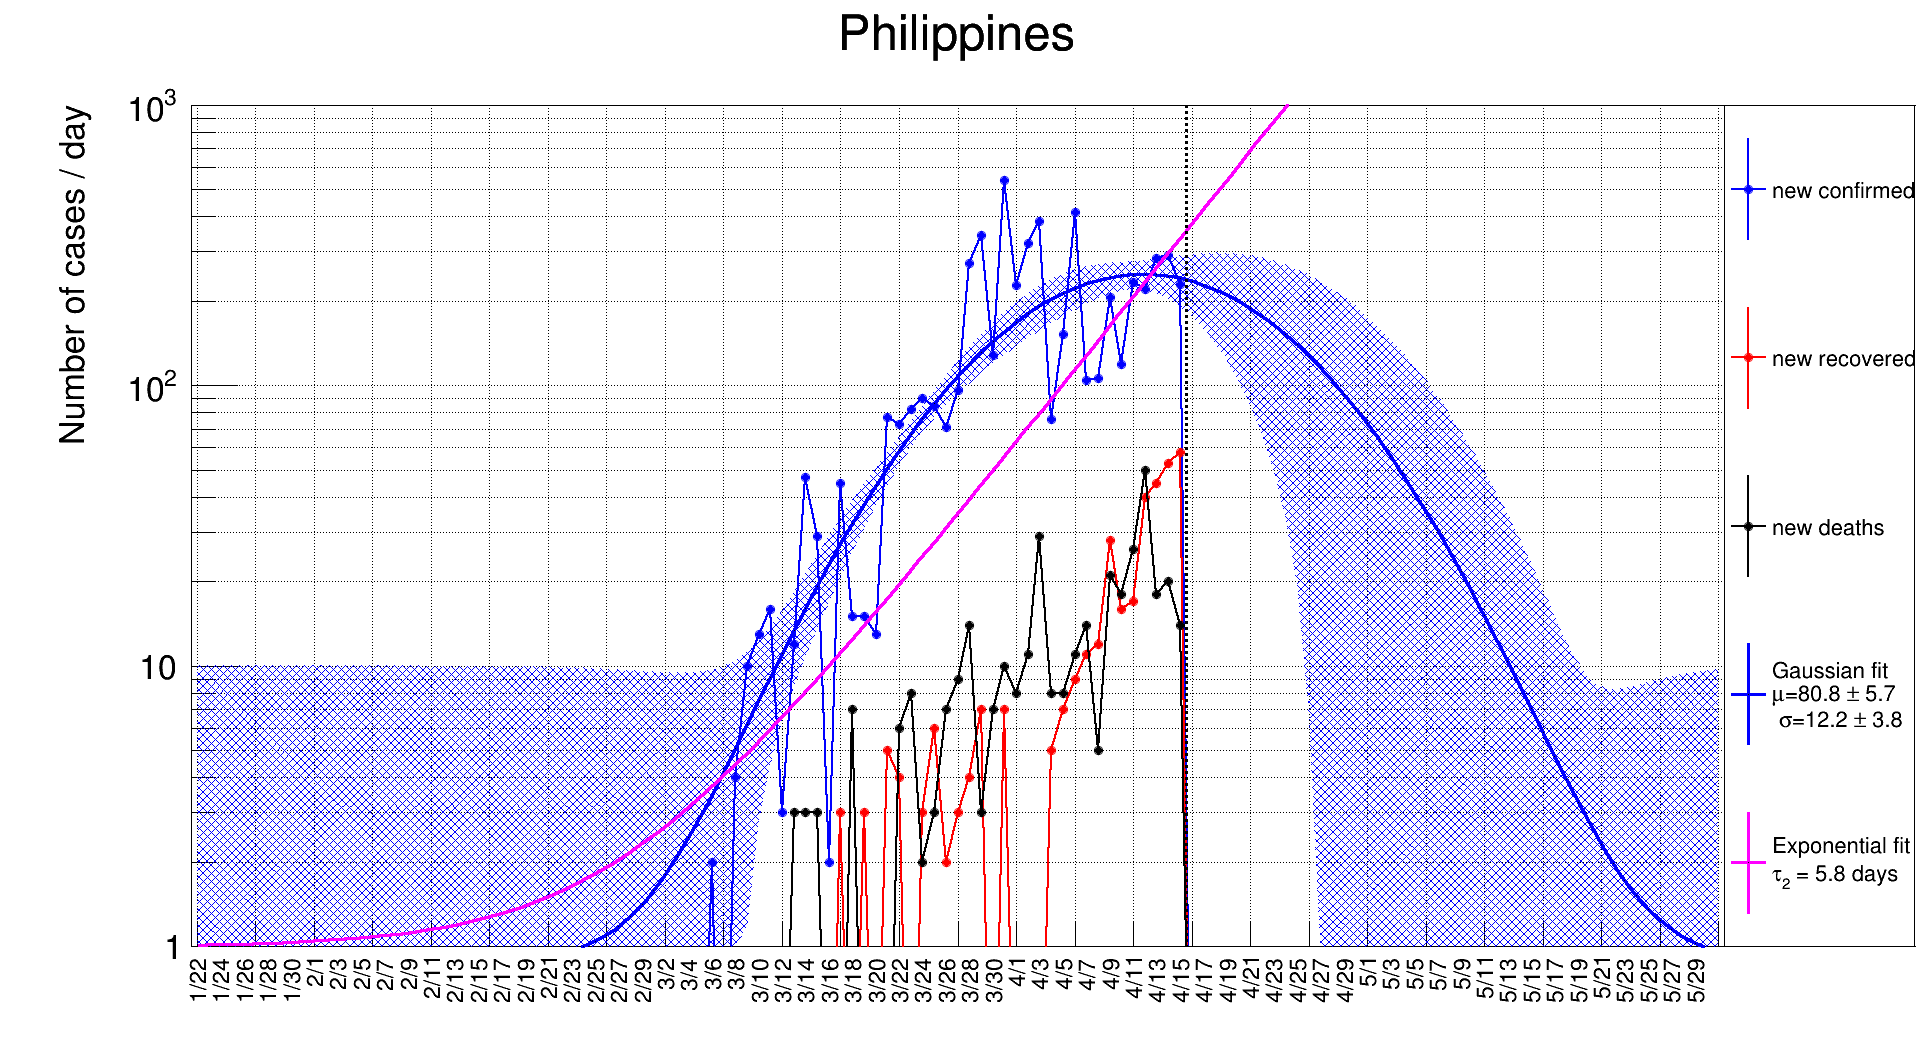 Philippines
Number of cases / day
10³
10²
10
1
1/22 1/24 1/26 1/28 1/30 2/1 2/3 2/5 2/7 2/9 2/11 2/13 2/15 2/17 2/19 2/21 2/23 2/25 2/27 2/29 3/2 3/4 3/6 3/8 3/10 3/12 3/14 3/16 3/18 3/20 3/22 3/24 3/26 3/28 3/30 4/1 4/3 4/5 4/7 4/9 4/11 4/13 4/15 4/17 4/19 4/21 4/23 4/25 4/27 4/29 5/1 5/3 5/5 5/7 5/9 5/11 5/13 5/15 5/17 5/19 5/21 5/23 5/25 5/27 5/29
new confirmed
new recovered
new deaths
Gaussian fit
μ=80.8 ± 5.7
σ=12.2 ± 3.8
Exponential fit
τ₂ = 5.8 days